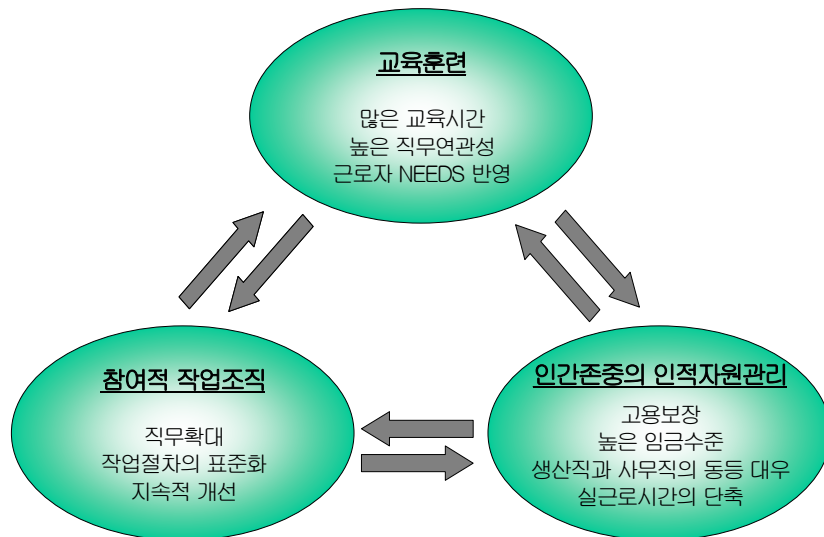 교육훈련
많은 교육시간
높은 직무연관성
근로자 NEEDS 반영
참여적 작업조직
직무확대
작업절차의 표준화
지속적 개선
인간존중의 인적자원관리
고용보장
높은 임금수준
생산직과 사무직의 동등 대우
실근로시간의 단축